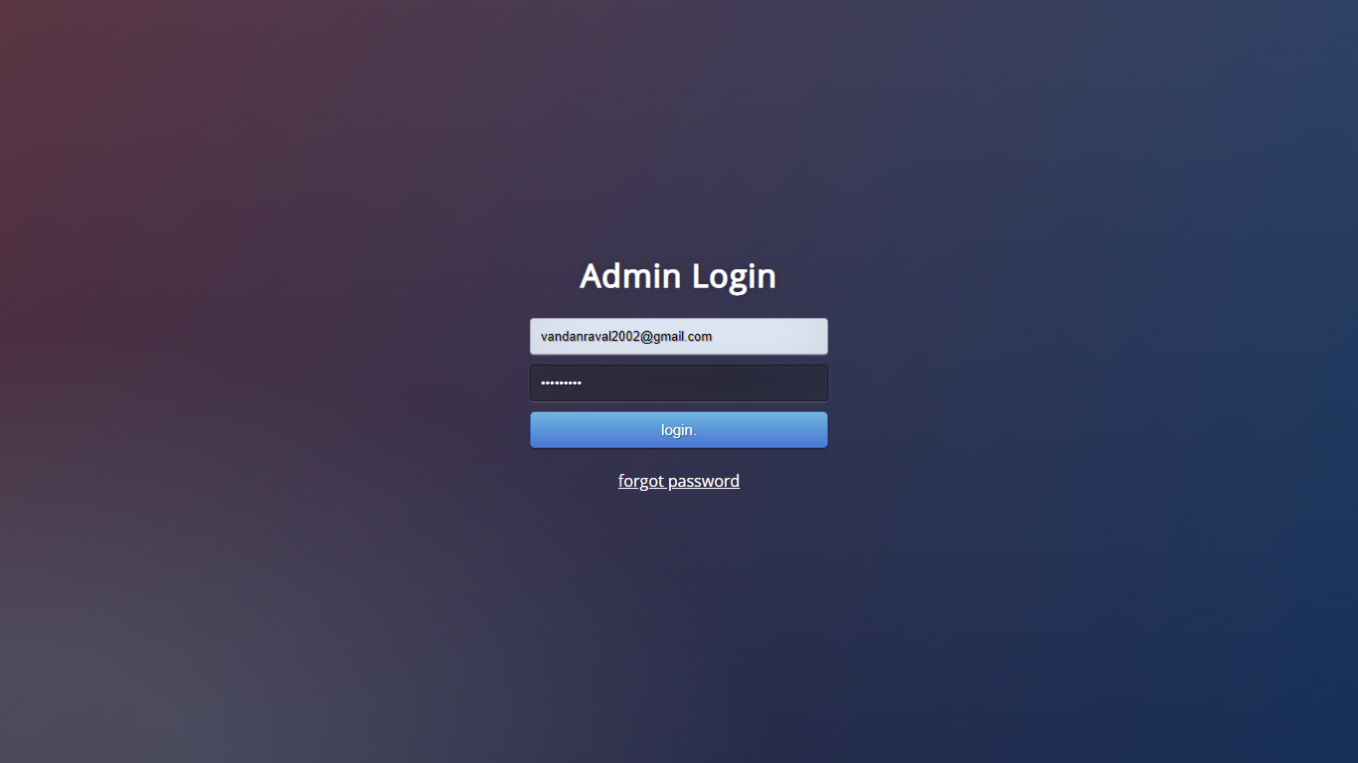 Admin Login
vandanraval2002@gmail.com
•••••••••
login.
forgot password